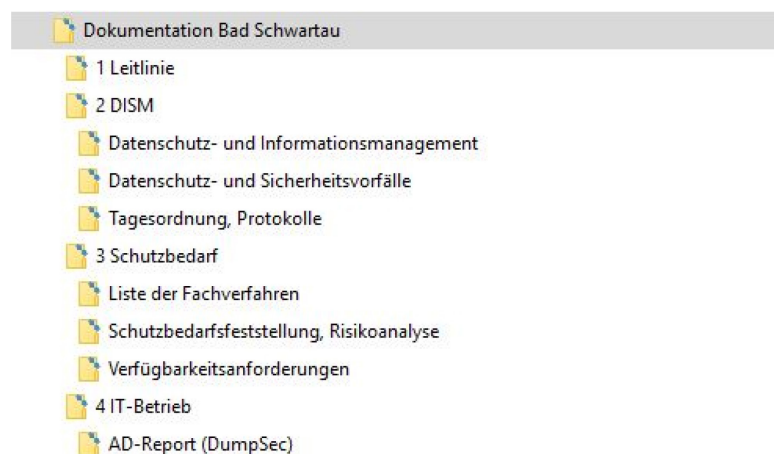 Dokumentation Bad Schwartau
1 Leitlinie
2 DISM
Datenschutz- und Informationsmanagement
Datenschutz- und Sicherheitsvorfälle
Tagesordnung, Protokolle
3 Schutzbedarf
Liste der Fachverfahren
Schutzbedarfsfeststellung, Risikoanalyse
Verfügbarkeitsanforderungen
4 IT-Betrieb
AD-Report (DumpSec)